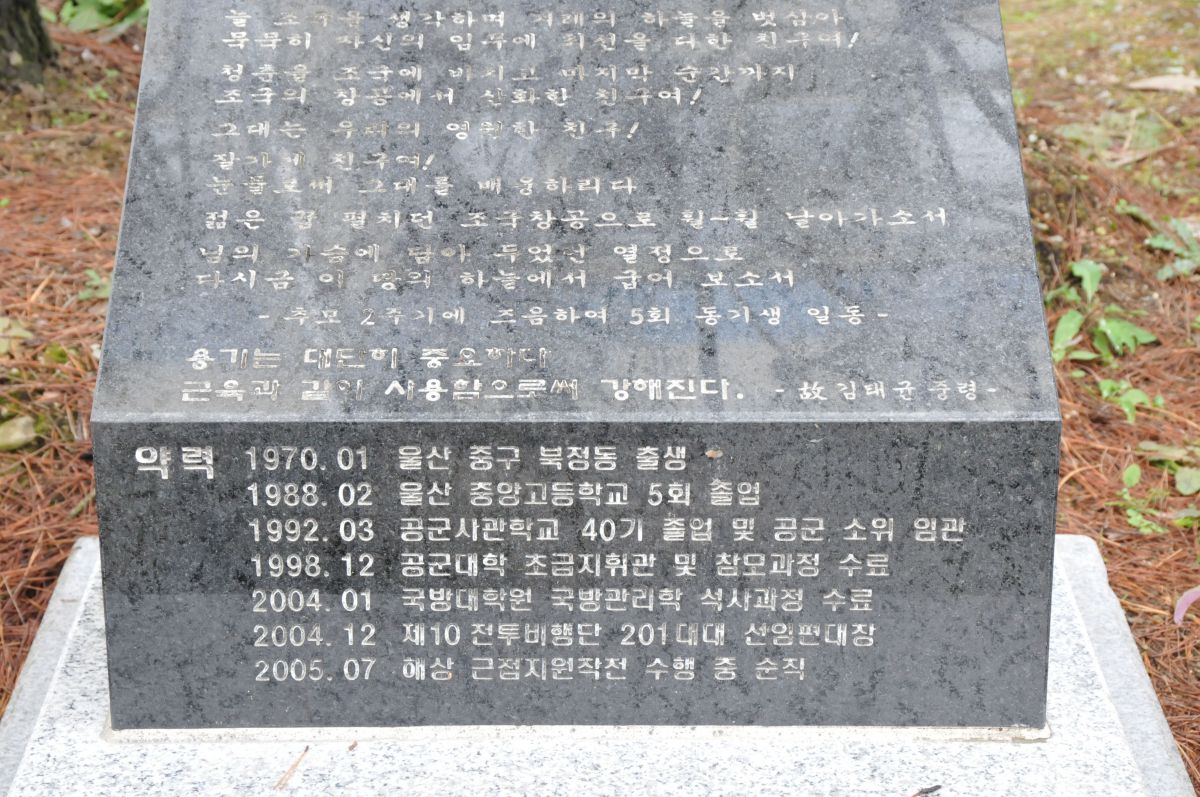 늘 조국을 생각하며 겨레의 하늘을 벗삼아
묵묵히 자신의 임무에 최선을 다한 친구여!
청춘을 조국에 바치고 마지막 순간까지
조국의 창공에서 산화한 친구여!
그대는 우리의 영원한 친구!
잘가게 친구여!
눈물로써 그대를 배웅하리다
젊은 꿈 펼치던 조국창공으로 훨-훨 날아가소서
님의 가슴에 담아 두었던 열정으로
다시금 이 땅의 하늘에서 굽어 보소서
- 추모 2주기에 즈음하여 5회 동기생 일동 -
용기는 대단히 중요하다
근육과 같이 사용함으로써 강해진다. - 故 김태균 중령 -
약력 1970. 01 울산 중구 북정동 출생
1988. 02 울산 중앙고등학교 5회 졸업
1992. 03 공군사관학교 40기 졸업 및 공군 소위 임관
1998. 12 공군대학 초급지휘관 및 참모과정 수료
2004. 01 국방대학원 국방관리학 석사과정 수료
2004. 12 제10 전투비행단 201대대 선임편대장
2005. 07 해상 근접지원작전 수행 중 순직